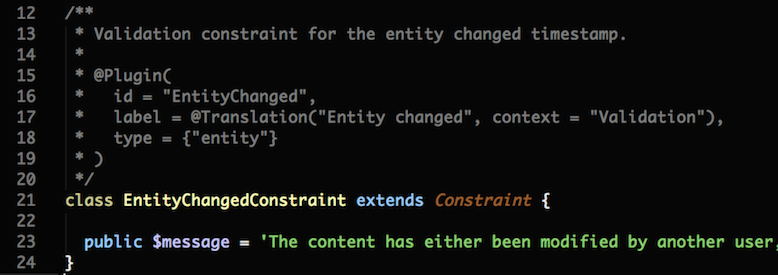 12 /**
13  * Validation constraint for the entity changed timestamp.
14  *
15  * @Plugin(
16  *   id = "EntityChanged",
17  *   label = @Translation("Entity changed", context = "Validation"),
18  *   type = {"entity"}
19  * )
20  */
21 class EntityChangedConstraint extends Constraint {
22
23   public $message = 'The content has either been modified by another user,
24 }